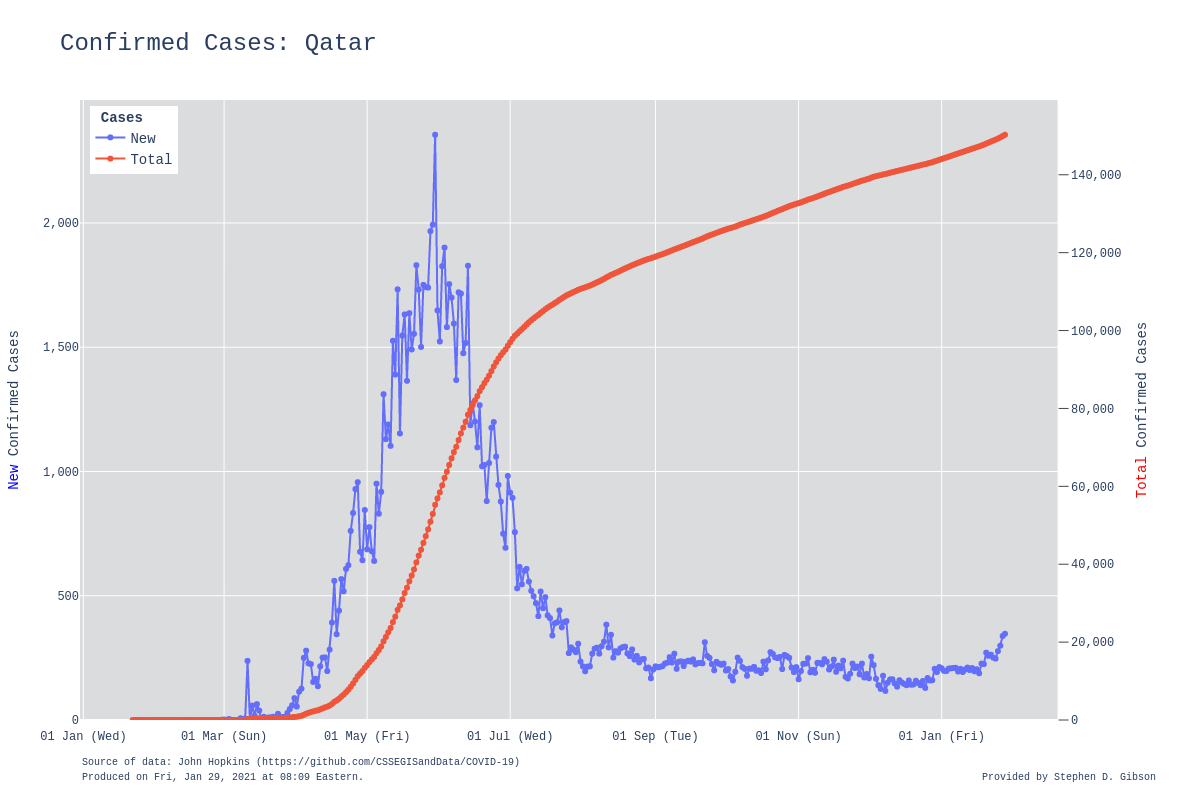 Confirmed Cases: Qatar
Cases
New
Total
2,000
1,500
1,000
500
0
140,000
120,000
100,000
80,000
60,000
40,000
20,000
0
New Confirmed Cases
Total Confirmed Cases
01 Jan (Wed) 01 Mar (Sun) 01 May (Fri) 01 Jul (Wed) 01 Sep (Tue) 01 Nov (Sun) 01 Jan (Fri)
Source of data: John Hopkins (https://github.com/CSSEGISandData/COVID-19)
Produced on Fri, Jan 29, 2021 at 08:09 Eastern.
Provided by Stephen D. Gibson